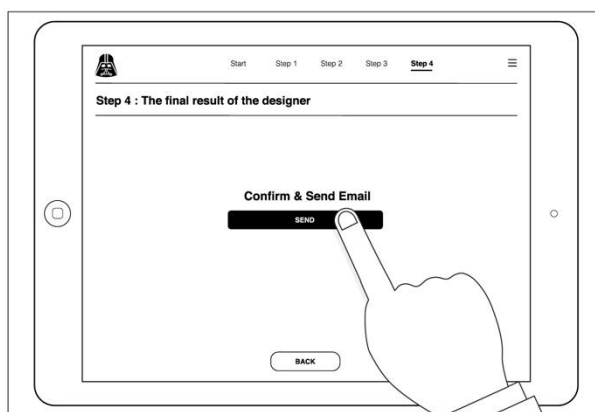 Start Step 1 Step 2 Step 3 Step 4
Step 4 : The final result of the designer
Confirm & Send Email
SEND
BACK